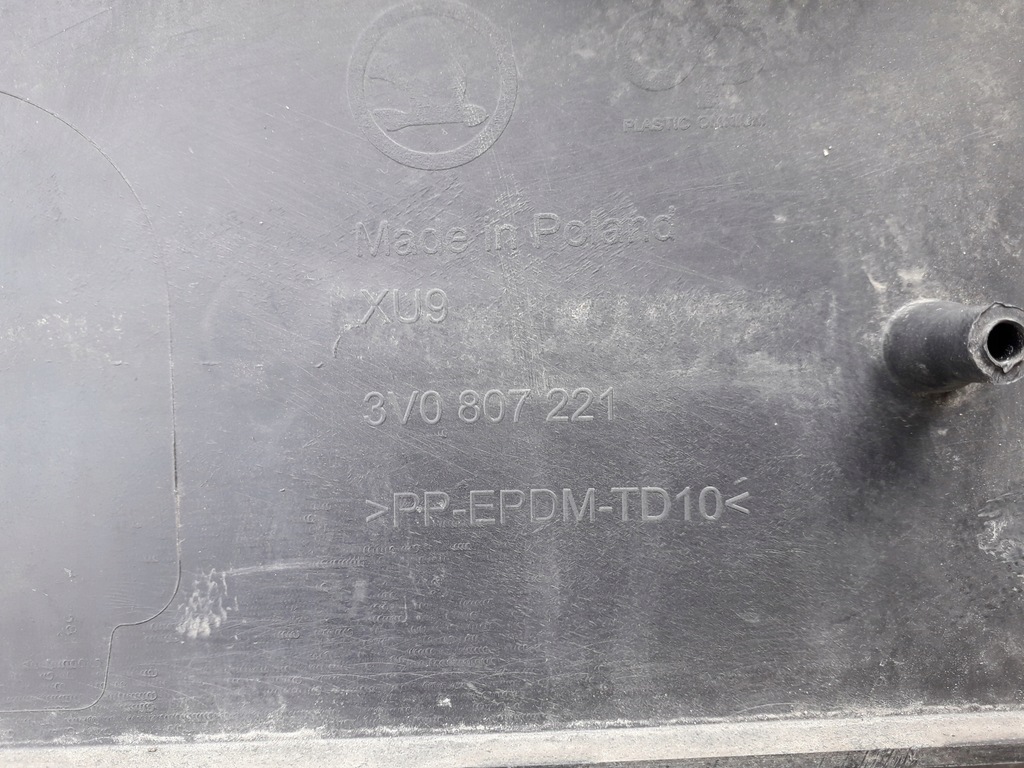 PLASTIC OMNIUM
Made in Poland
XU9
3V0 807 221
>PP-EPDM-TD10<